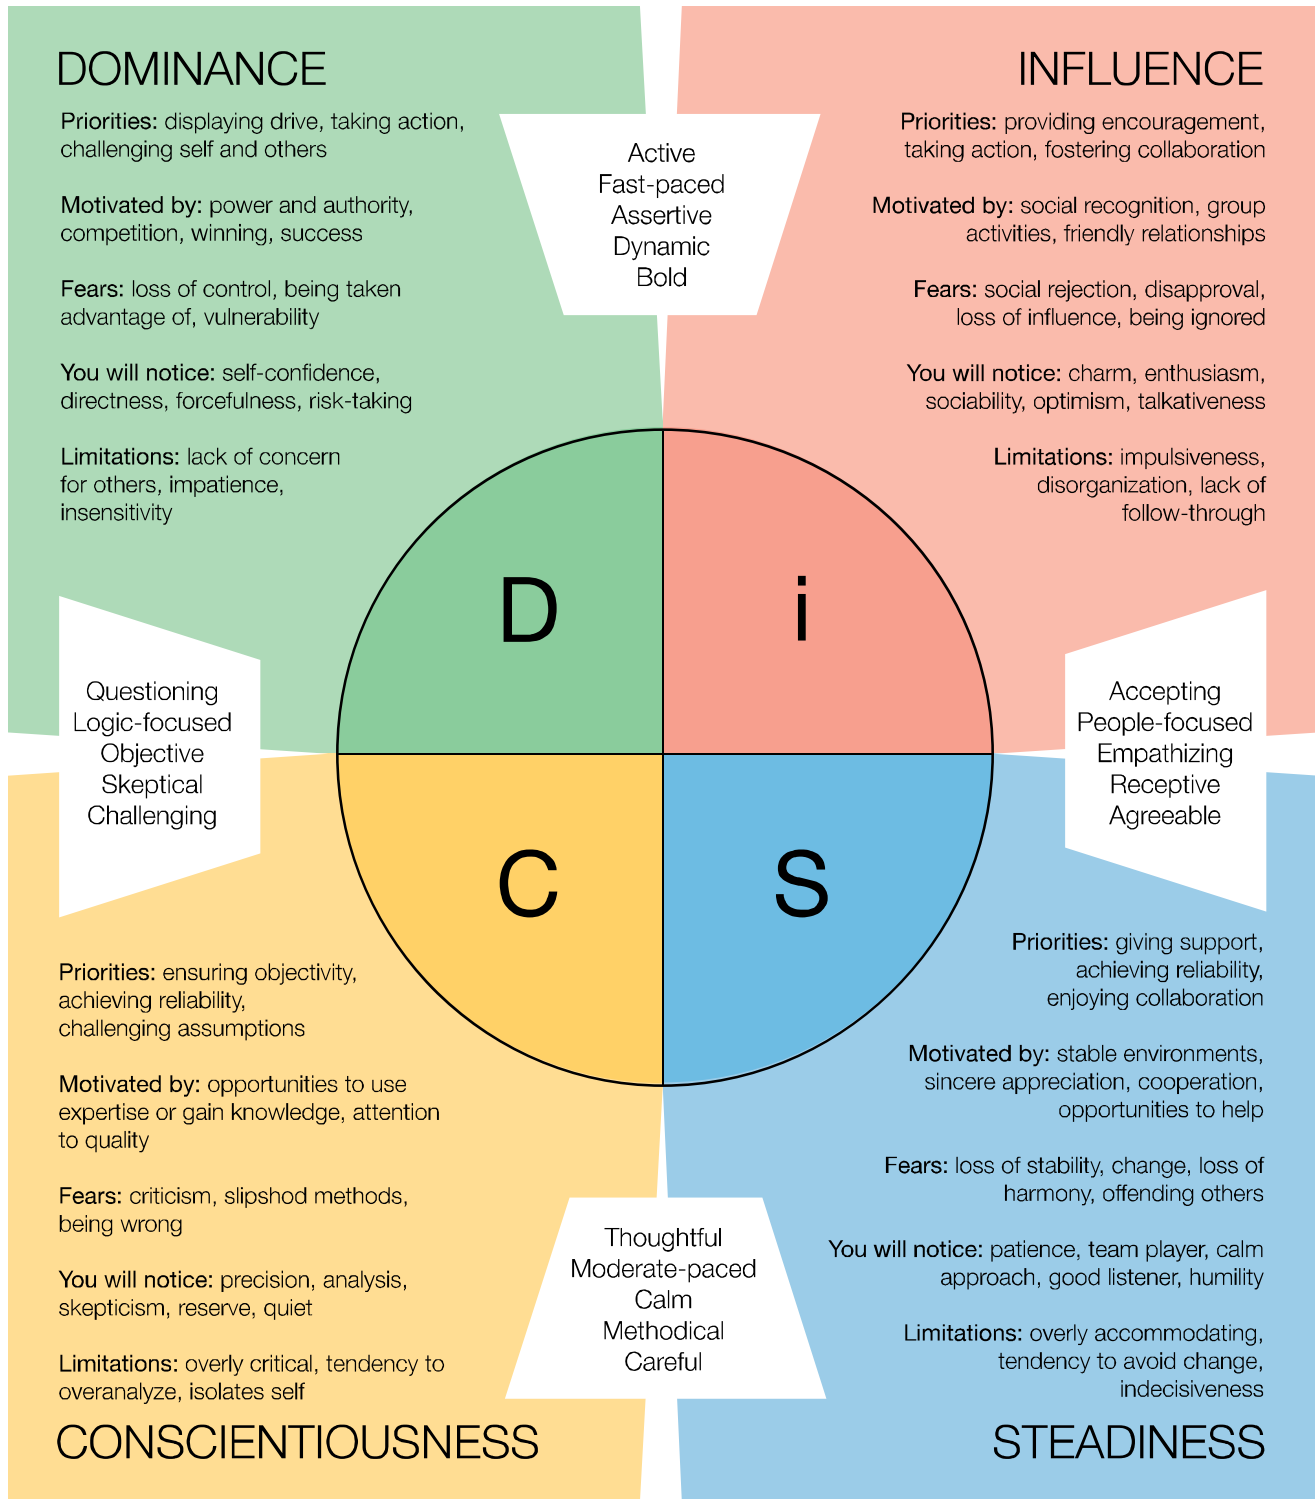 DOMINANCE
Priorities: displaying drive, taking action,
challenging self and others
Motivated by: power and authority,
competition, winning, success
Fears: loss of control, being taken
advantage of, vulnerability
You will notice: self-confidence,
directness, forcefulness, risk-taking
Limitations: lack of concern
for others, impatience,
insensitivity
Active
Fast-paced
Assertive
Dynamic
Bold
INFLUENCE
Priorities: providing encouragement,
taking action, fostering collaboration
Motivated by: social recognition, group
activities, friendly relationships
Fears: social rejection, disapproval,
loss of influence, being ignored
You will notice: charm, enthusiasm,
sociability, optimism, talkativeness
Limitations: impulsiveness,
disorganization, lack of
follow-through
D
i
Questioning
Logic-focused
Objective
Skeptical
Challenging
Accepting
People-focused
Empathizing
Receptive
Agreeable
C
S
Priorities: ensuring objectivity,
achieving reliability,
challenging assumptions
Motivated by: opportunities to use
expertise or gain knowledge, attention
to quality
Fears: criticism, slipshod methods,
being wrong
You will notice: precision, analysis,
skepticism, reserve, quiet
Limitations: overly critical, tendency to
overanalyze, isolates self
CONSCIENTIOUSNESS
Thoughtful
Moderate-paced
Calm
Methodical
Careful
Priorities: giving support,
achieving reliability,
enjoying collaboration
Motivated by: stable environments,
sincere appreciation, cooperation,
opportunities to help
Fears: loss of stability, change, loss of
harmony, offending others
You will notice: patience, team player, calm
approach, good listener, humility
Limitations: overly accommodating,
tendency to avoid change,
indecisiveness
STEADINESS